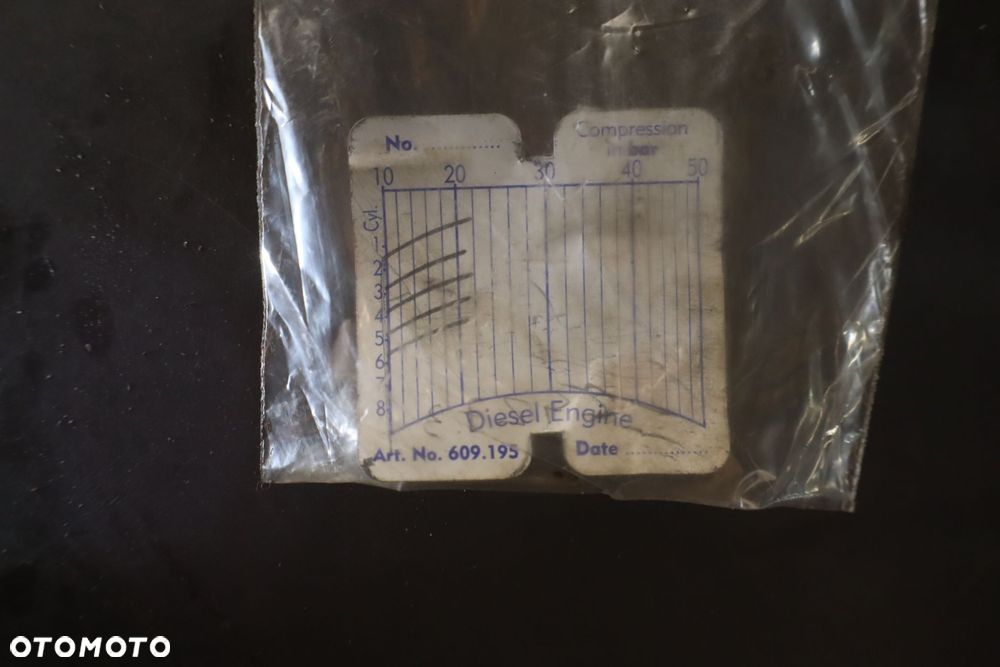 No. ............
Compression
in bar
10 20 30 40 50
Cyl.
1
2
3
4
5
6
7
8
Diesel Engine
Art. No. 609.195
Date ..............
OTOMOTO